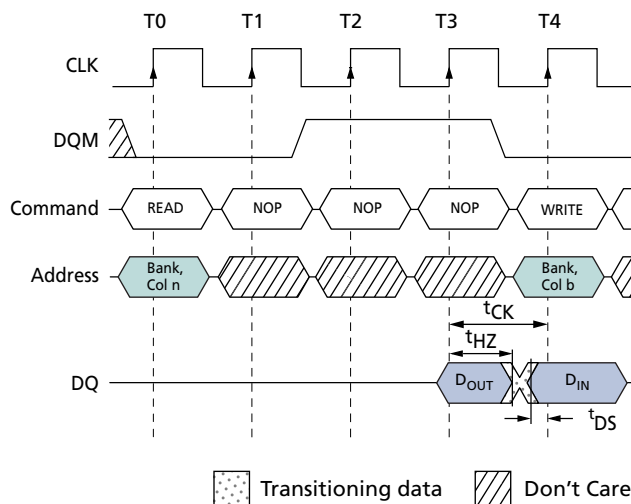 T0 T1 T2 T3 T4
CLK
DQM
Command READ NOP NOP NOP WRITE
Address Bank, Col n Bank, Col b
tCK
tHZ
DQ DOUT DIN
tDS
Transitioning data Don't Care